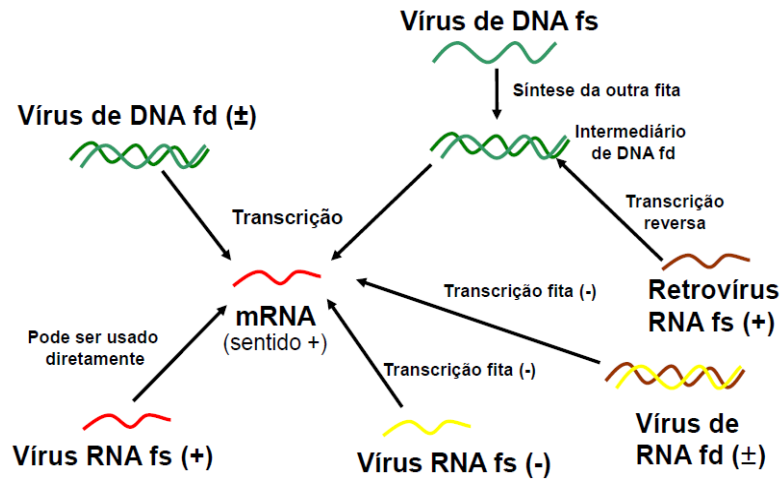 Vírus de DNA fs
Síntese da outra fita
Vírus de DNA fd (±)
Intermediário
de DNA fd
Transcrição
Transcrição
reversa
mRNA
(sentido +)
Transcrição fita (-)
Retrovírus
RNA fs (+)
Pode ser usado
diretamente
Transcrição fita (-)
Vírus RNA fs (+)
Vírus RNA fs (-)
Vírus de
RNA fd (±)